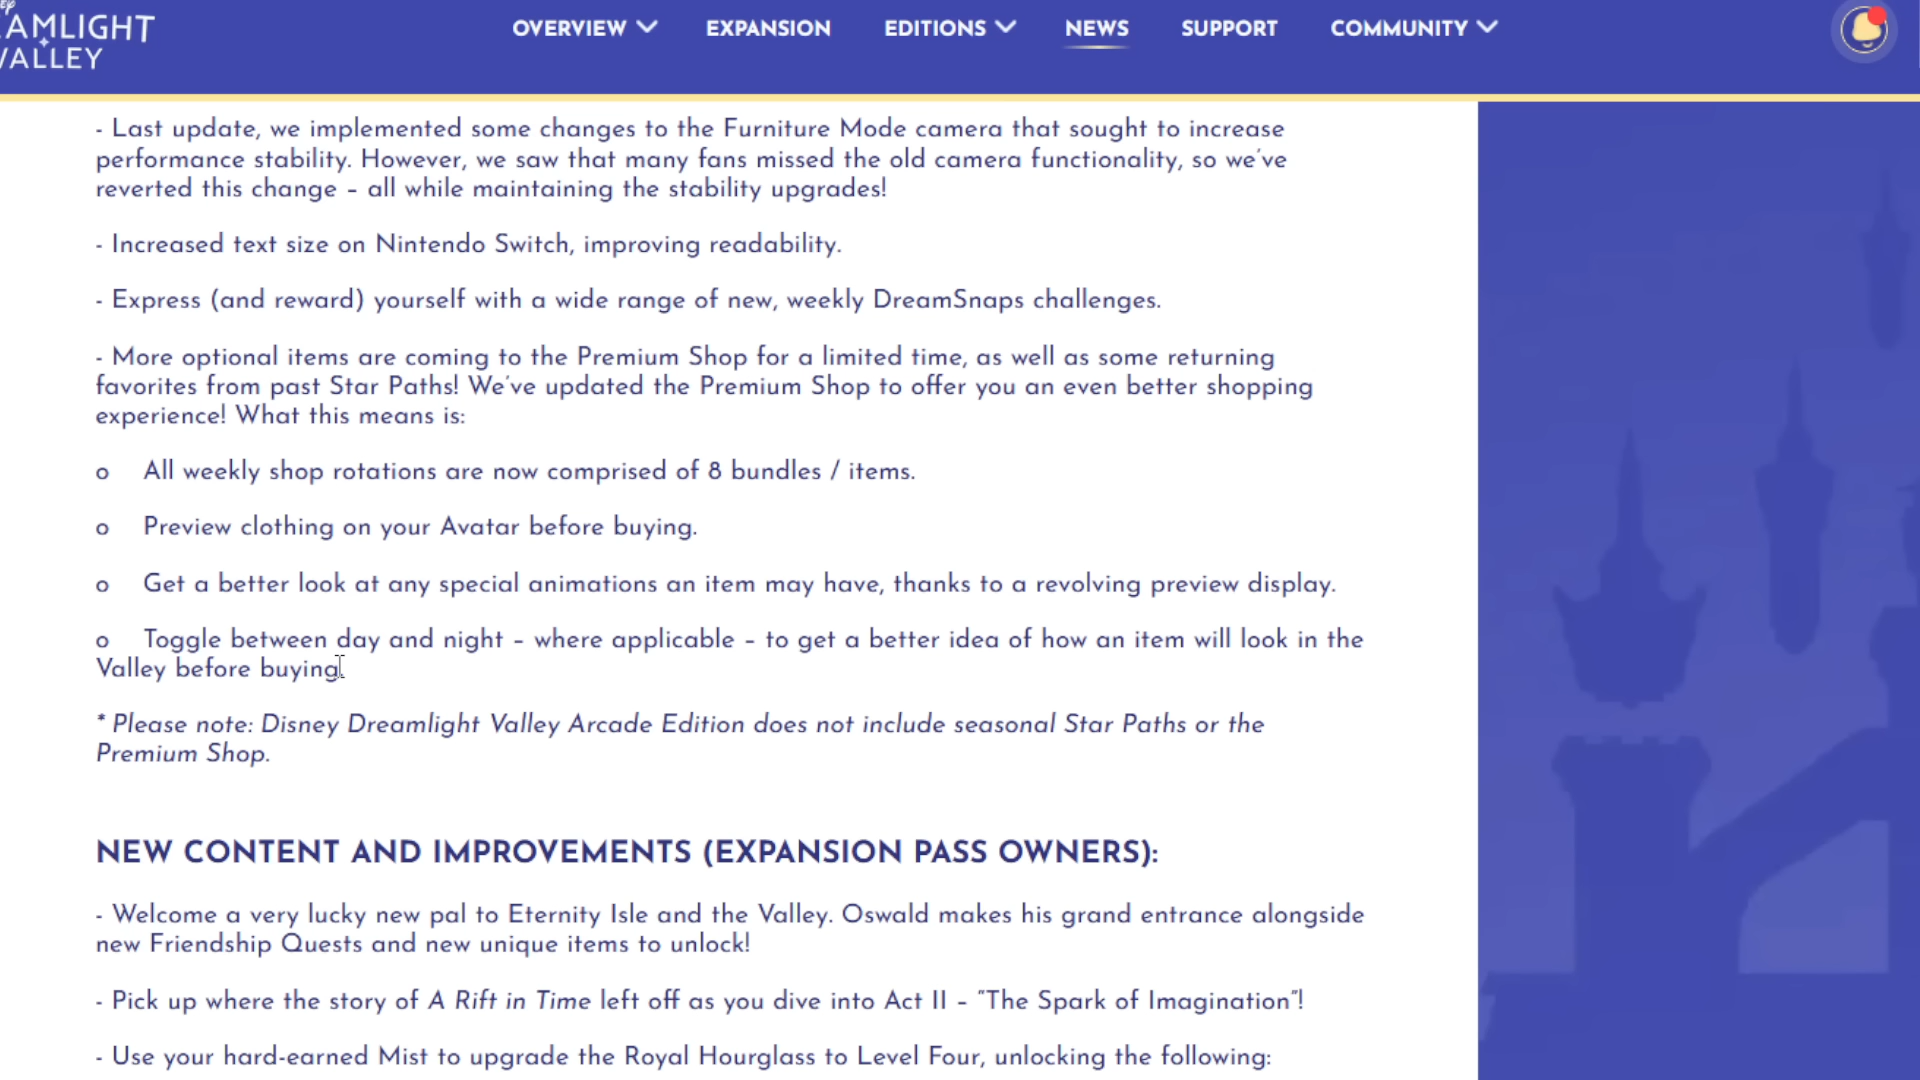 AMLIGHT
VALLEY
OVERVIEW EXPANSION EDITIONS NEWS SUPPORT COMMUNITY
- Last update, we implemented some changes to the Furniture Mode camera that sought to increase
performance stability. However, we saw that many fans missed the old camera functionality, so we've
reverted this change – all while maintaining the stability upgrades!
- Increased text size on Nintendo Switch, improving readability.
- Express (and reward) yourself with a wide range of new, weekly DreamSnaps challenges.
- More optional items are coming to the Premium Shop for a limited time, as well as some returning
favorites from past Star Paths! We've updated the Premium Shop to offer you an even better shopping
experience! What this means is:
o All weekly shop rotations are now comprised of 8 bundles / items.
o Preview clothing on your Avatar before buying.
o Get a better look at any special animations an item may have, thanks to a revolving preview display.
o Toggle between day and night – where applicable – to get a better idea of how an item will look in the
Valley before buying.
* Please note: Disney Dreamlight Valley Arcade Edition does not include seasonal Star Paths or the
Premium Shop.
NEW CONTENT AND IMPROVEMENTS (EXPANSION PASS OWNERS):
- Welcome a very lucky new pal to Eternity Isle and the Valley. Oswald makes his grand entrance alongside
new Friendship Quests and new unique items to unlock!
- Pick up where the story of A Rift in Time left off as you dive into Act II – "The Spark of Imagination"!
- Use your hard-earned Mist to upgrade the Royal Hourglass to Level Four, unlocking the following: